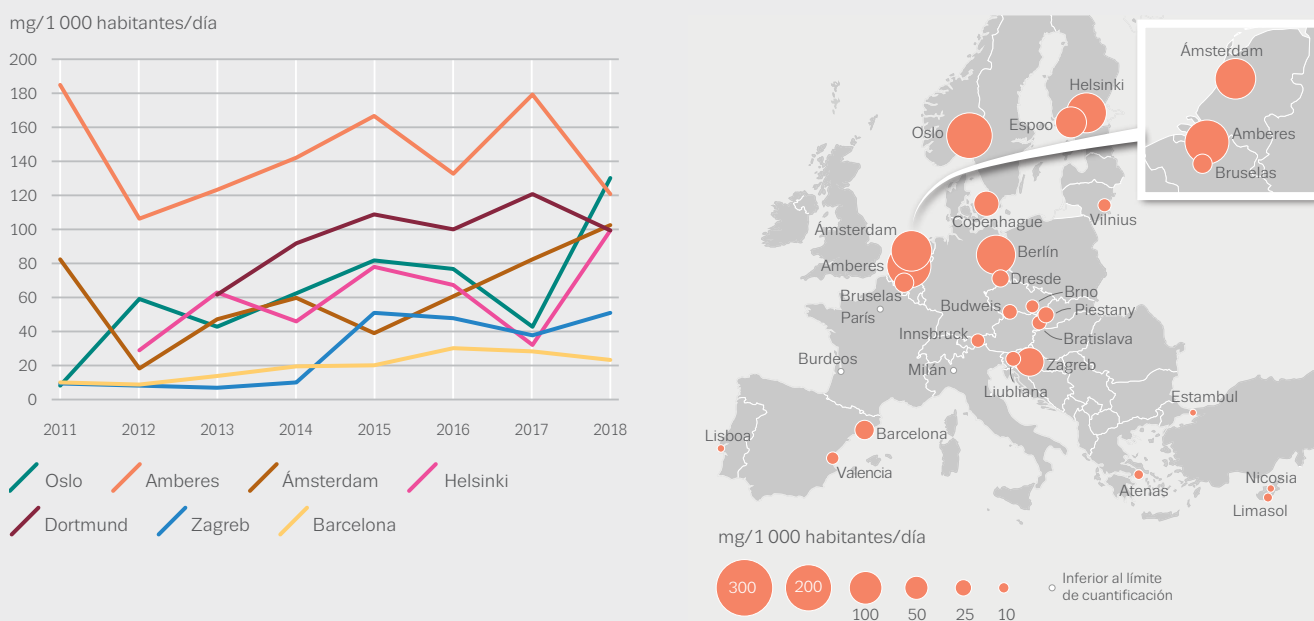 mg/1 000 habitantes/día
200
180
160
140
120
100
80
60
40
20
0
2011 2012 2013 2014 2015 2016 2017 2018
Oslo Amberes Ámsterdam Helsinki
Dortmund Zagreb Barcelona
Ámsterdam
Amberes
Bruselas
Helsinki
Oslo
Espoo
Copenhague
Vilnius
Ámsterdam
Berlín
Amberes
Dresde
Bruselas
Brno
Budweis
Piestany
París
Innsbruck
Bratislava
Burdeos
Milán
Zagreb
Liubliana
Estambul
Lisboa
Barcelona
Valencia
Atenas
Nicosia
Limasol
mg/1 000 habitantes/día
300 200 100 50 25 10
Inferior al límite
de cuantificación